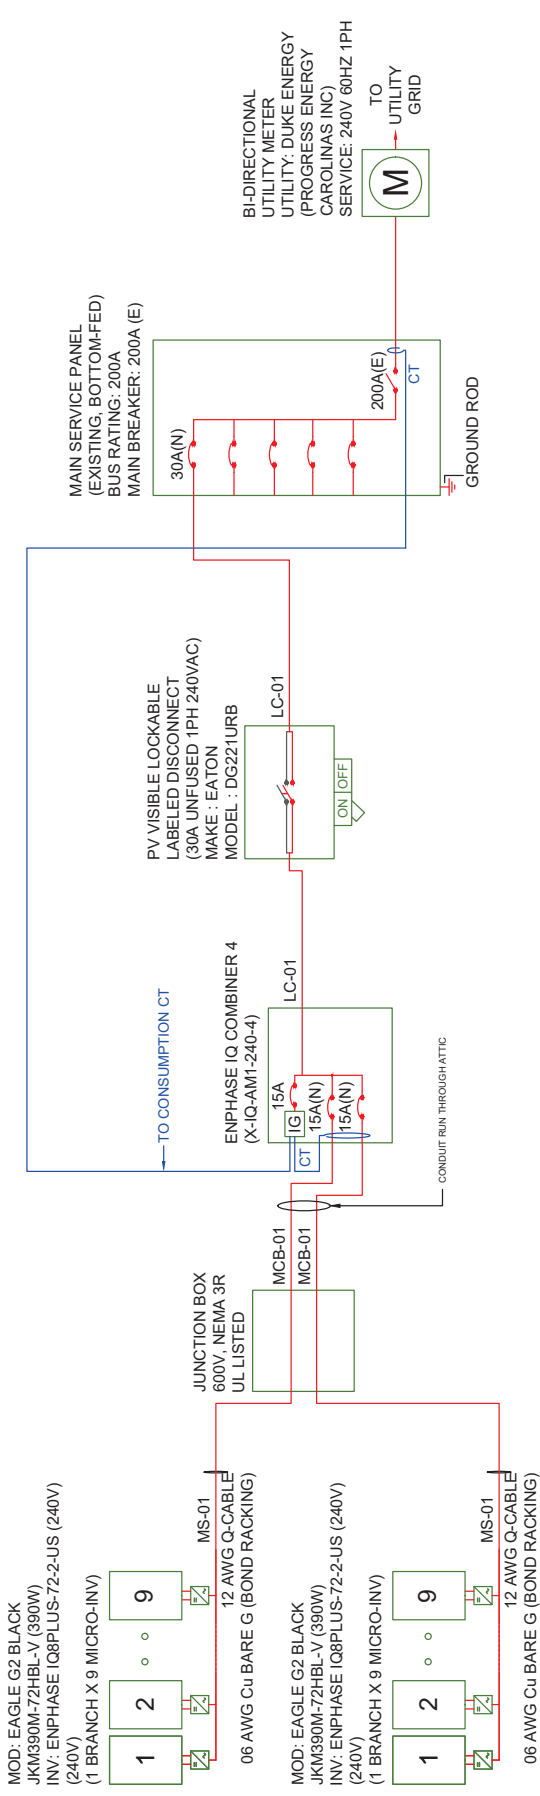 MOD: EAGLE G2 BLACK
JKM390M-72HBL-V (390W)
INV: ENPHASE IQ8PLUS-72-2-US (240V)
(240V)
(1 BRANCH X 9 MICRO-INV)
1
2
9
MS-01
12 AWG Q-CABLE
06 AWG Cu BARE G (BOND RACKING)
MOD: EAGLE G2 BLACK
JKM390M-72HBL-V (390W)
INV: ENPHASE IQ8PLUS-72-2-US (240V)
(240V)
(1 BRANCH X 9 MICRO-INV)
1
2
9
MS-01
12 AWG Q-CABLE
06 AWG Cu BARE G (BOND RACKING)
JUNCTION BOX
600V, NEMA 3R
UL LISTED
MCB-01
MCB-01
CONDUIT RUN THROUGH ATTIC
TO CONSUMPTION CT
ENPHASE IQ COMBINER 4
(X-IQ-AM1-240-4)
15A
IG
15A(N)
15A(N)
CT
LC-01
PV VISIBLE LOCKABLE
LABELED DISCONNECT
(30A UNFUSED 1PH 240VAC)
MAKE : EATON
MODEL : DG221URB
ON
OFF
LC-01
MAIN SERVICE PANEL
(EXISTING, BOTTOM-FED)
BUS RATING: 200A
MAIN BREAKER: 200A (E)
30A(N)
200A(E)
CT
GROUND ROD
BI-DIRECTIONAL
UTILITY METER
UTILITY: DUKE ENERGY
(PROGRESS ENERGY
CAROLINAS INC)
SERVICE: 240V 60HZ 1PH
M
TO
UTILITY
GRID